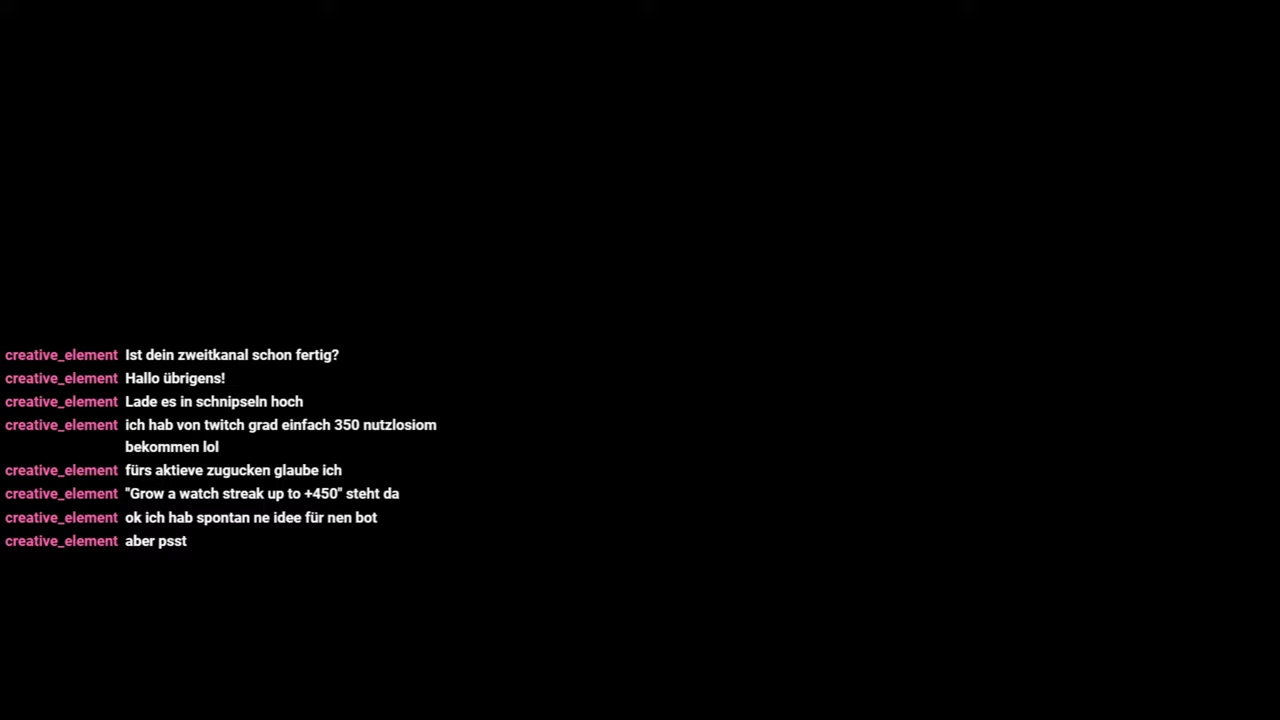 creative_element Ist dein zweitkanal schon fertig?
creative_element Hallo übrigens!
creative_element Lade es in schnipseln hoch
creative_element ich hab von twitch grad einfach 350 nutzlosiom
bekommen lol
creative_element fürs aktieve zugucken glaube ich
creative_element "Grow a watch streak up to +450" steht da
creative_element ok ich hab spontan ne idee für nen bot
creative_element aber psst